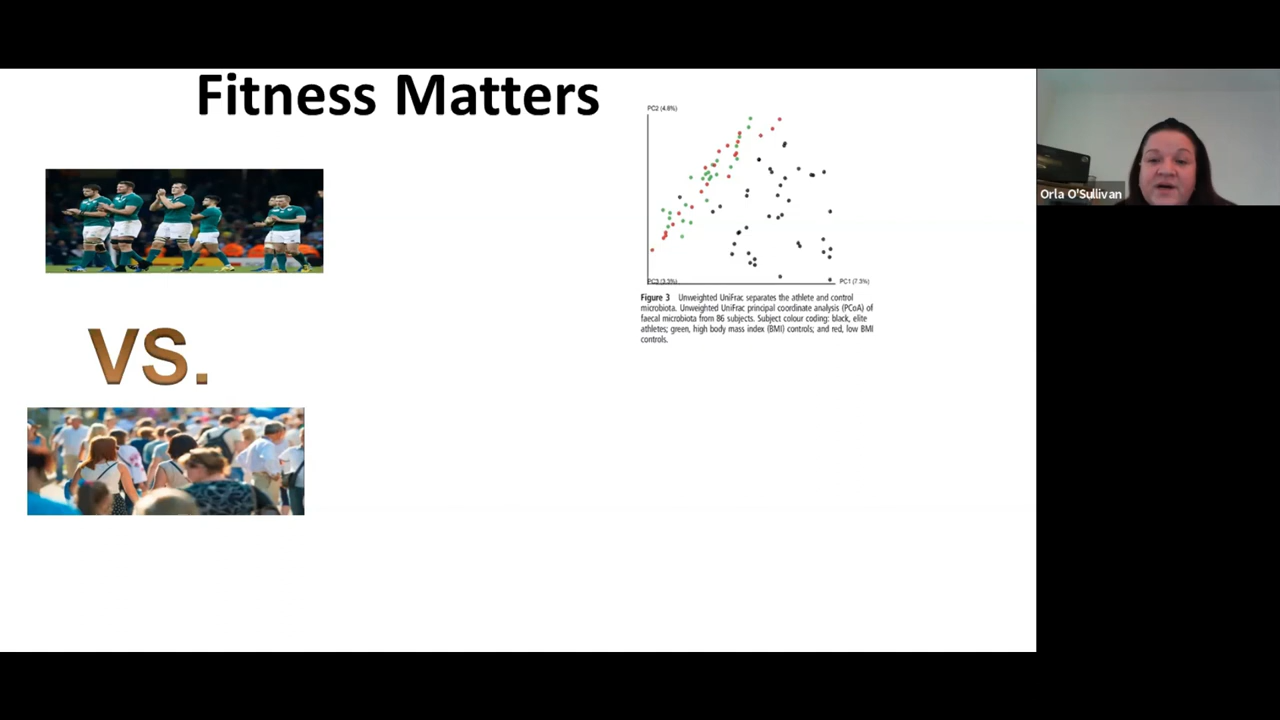 Fitness Matters
VS.
PC2 (4.8%)
PC3 (3.3%)
PC1 (7.3%)
Figure 3 Unweighted UniFrac separates the athlete and control
microbiota. Unweighted UniFrac principal coordinate analysis (PCoA) of
faecal microbiota from 86 subjects. Subject colour coding: black, elite
athletes; green, high body mass index (BMI) controls; and red, low BMI
controls.
Orla O'Sullivan